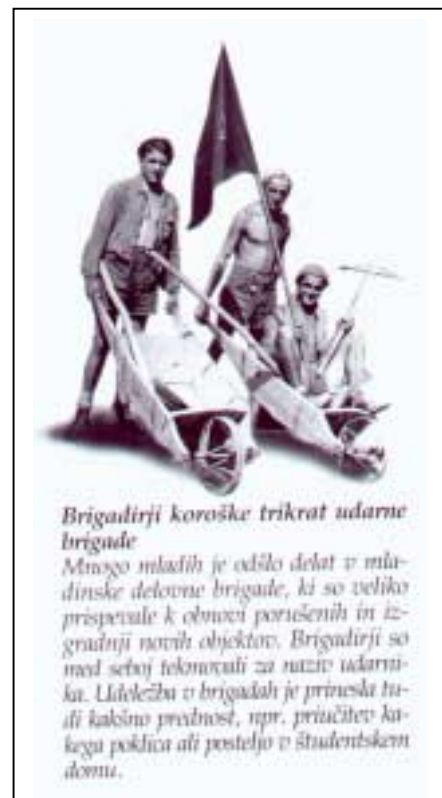 Brigadirji koroške trikrat udarne
brigade
Mnogo mladih je odšlo delat v mla-
dinske delovne brigade, ki so veliko
prispevale k obnovi porušenih in iz-
gradnji novih objektov. Brigadirji so
med seboj tekmovali za naziv udarni-
ka. Udeležba v brigadah je prinesla tu-
di kakšno prednost, npr. priučitev ka-
kega poklica ali posteljo v študentskem
domu.